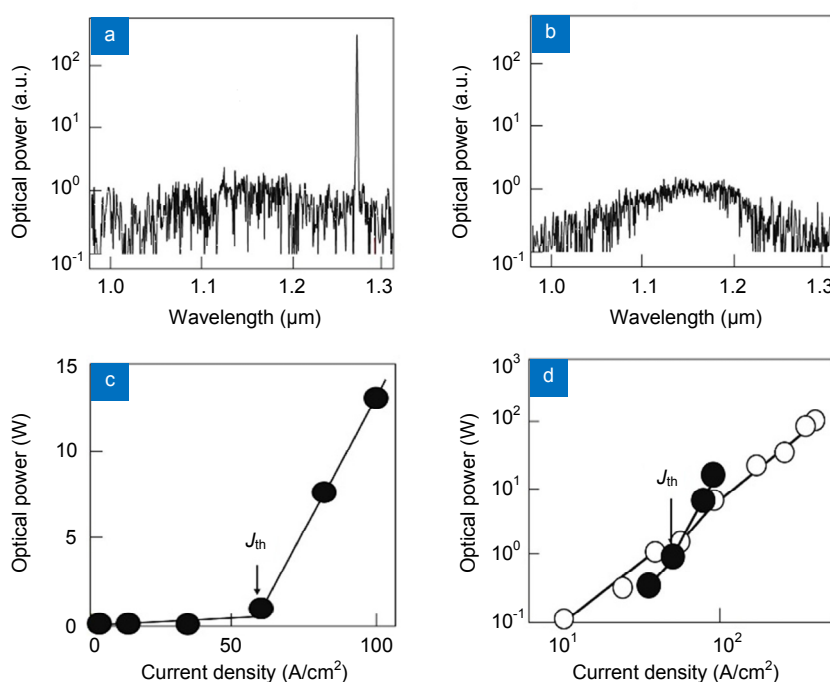 a
Optical power (a.u.)
10²
10¹
10⁰
10⁻¹
1.0 1.1 1.2 1.3
Wavelength (μm)
b
Optical power (a.u.)
10²
10¹
10⁰
10⁻¹
1.0 1.1 1.2 1.3
Wavelength (μm)
c
Optical power (W)
15
10
5
0
J_th
0 50 100
Current density (A/cm²)
d
Optical power (W)
10³
10²
10¹
10⁰
10⁻¹
J_th
10¹ 10²
Current density (A/cm²)